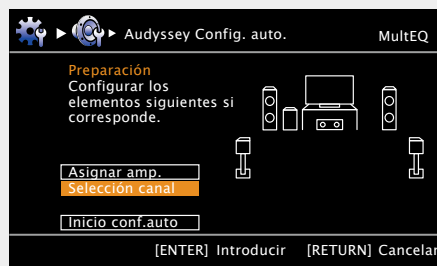 Audyssey Config. auto. MultEQ
Preparación
Configurar los
elementos siguientes si
corresponde.
Asignar amp.
Selección canal
Inicio conf.auto
[ENTER] Introducir [RETURN] Cancelar